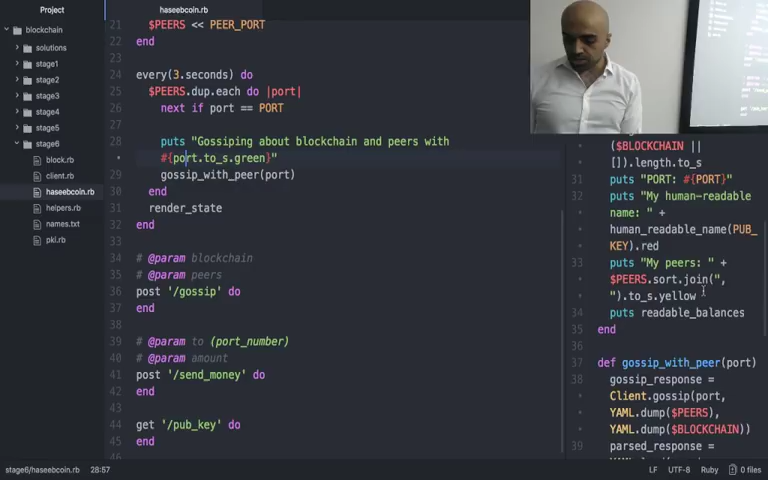 Project
haseebcoin.rb
blockchain
solutions
stage1
stage2
stage3
stage4
stage5
stage6
block.rb
client.rb
haseebcoin.rb
helpers.rb
names.txt
pki.rb
21 $PEERS << PEER_PORT
22 end
23
24 every(3.seconds) do
25 $PEERS.dup.each do |port|
26 next if port == PORT
27
28 puts "Gossiping about blockchain and peers with
#{port.to_s.green}"
29 gossip_with_peer(port)
30 end
31 render_state
32 end
33
34 # @param blockchain
35 # @param peers
36 post '/gossip' do
37 end
38
39 # @param to (port_number)
40 # @param amount
41 post '/send_money' do
42 end
43
44 get '/pub_key' do
45 end
($BLOCKCHAIN ||
[]).length.to_s
31 puts "PORT: #{PORT}"
32 puts "My human-readable
name: " +
human_readable_name(PUB_
KEY).red
33 puts "My peers: " +
$PEERS.sort.join(",
").to_s.yellow
34 puts readable_balances
35 end
36
37 def gossip_with_peer(port)
38 gossip_response =
Client.gossip(port,
YAML.dump($PEERS),
YAML.dump($BLOCKCHAIN))
39 parsed_response =
stage6/haseebcoin.rb 28:57
LF UTF-8 Ruby 0 files